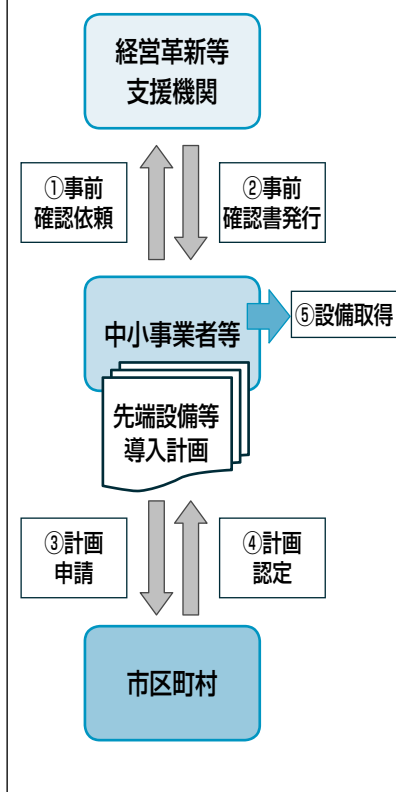 経営革新等
支援機関
①事前
確認依頼
②事前
確認書発行
中小事業者等
⑤設備取得
先端設備等
導入計画
③計画
申請
④計画
認定
市区町村